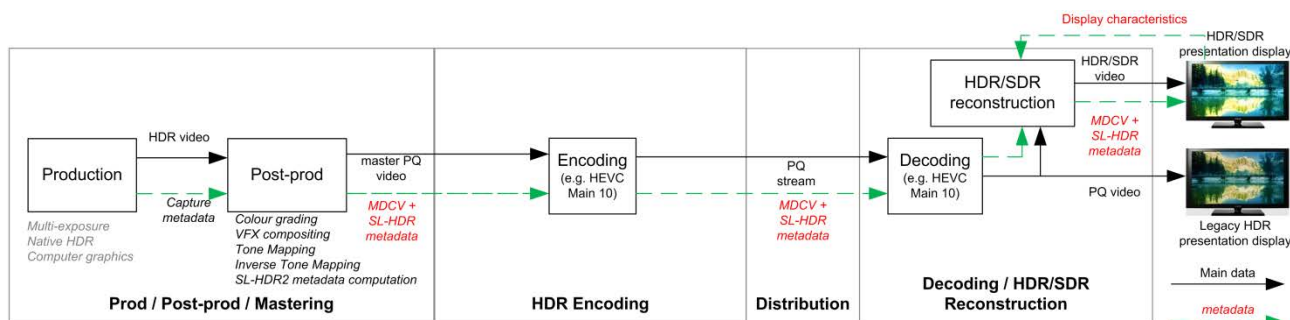 Display characteristics
HDR/SDR
presentation display
HDR/SDR
video
HDR/SDR
reconstruction
MDCV +
SL-HDR
metadata
HDR video
Production
Capture
metadata
Multi-exposure
Native HDR
Computer graphics
Post-prod
Colour grading
VFX compositing
Tone Mapping
Inverse Tone Mapping
SL-HDR2 metadata computation
master PQ
video
MDCV +
SL-HDR
metadata
Encoding
(e.g. HEVC
Main 10)
PQ
stream
MDCV +
SL-HDR
metadata
Decoding
(e.g. HEVC
Main 10)
PQ video
Legacy HDR
presentation display
Main data
metadata
Prod / Post-prod / Mastering
HDR Encoding
Distribution
Decoding / HDR/SDR
Reconstruction